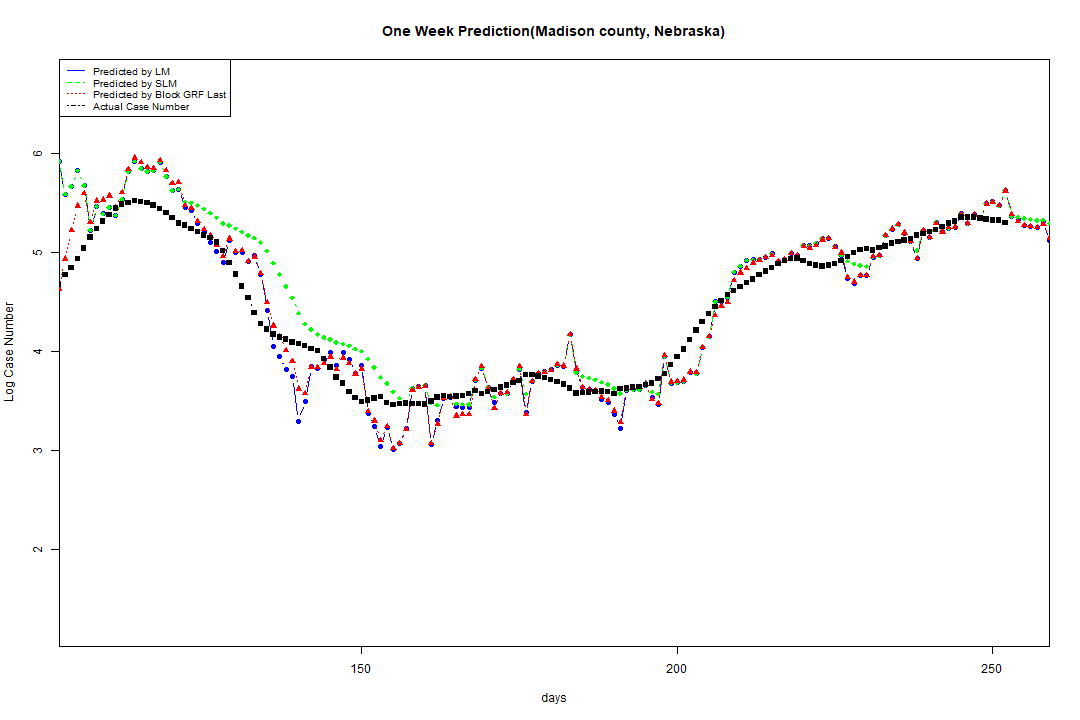 One Week Prediction(Madison county, Nebraska)
Predicted by LM
Predicted by SLM
Predicted by Block GRF Last
Actual Case Number
6
5
4
3
2
Log Case Number
150
200
250
days